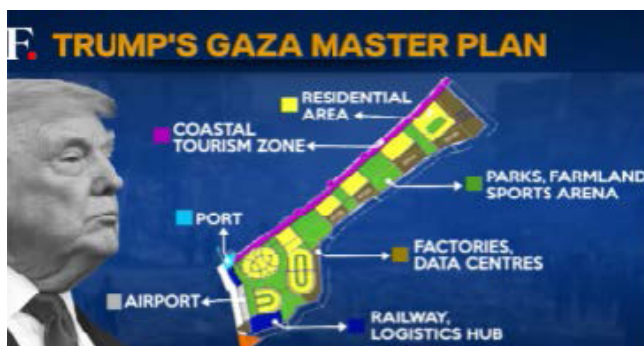 F. TRUMP'S GAZA MASTER PLAN
RESIDENTIAL
AREA
COASTAL
TOURISM ZONE
PARKS, FARMLAND
SPORTS ARENA
PORT
FACTORIES,
DATA CENTRES
AIRPORT
RAILWAY,
LOGISTICS HUB